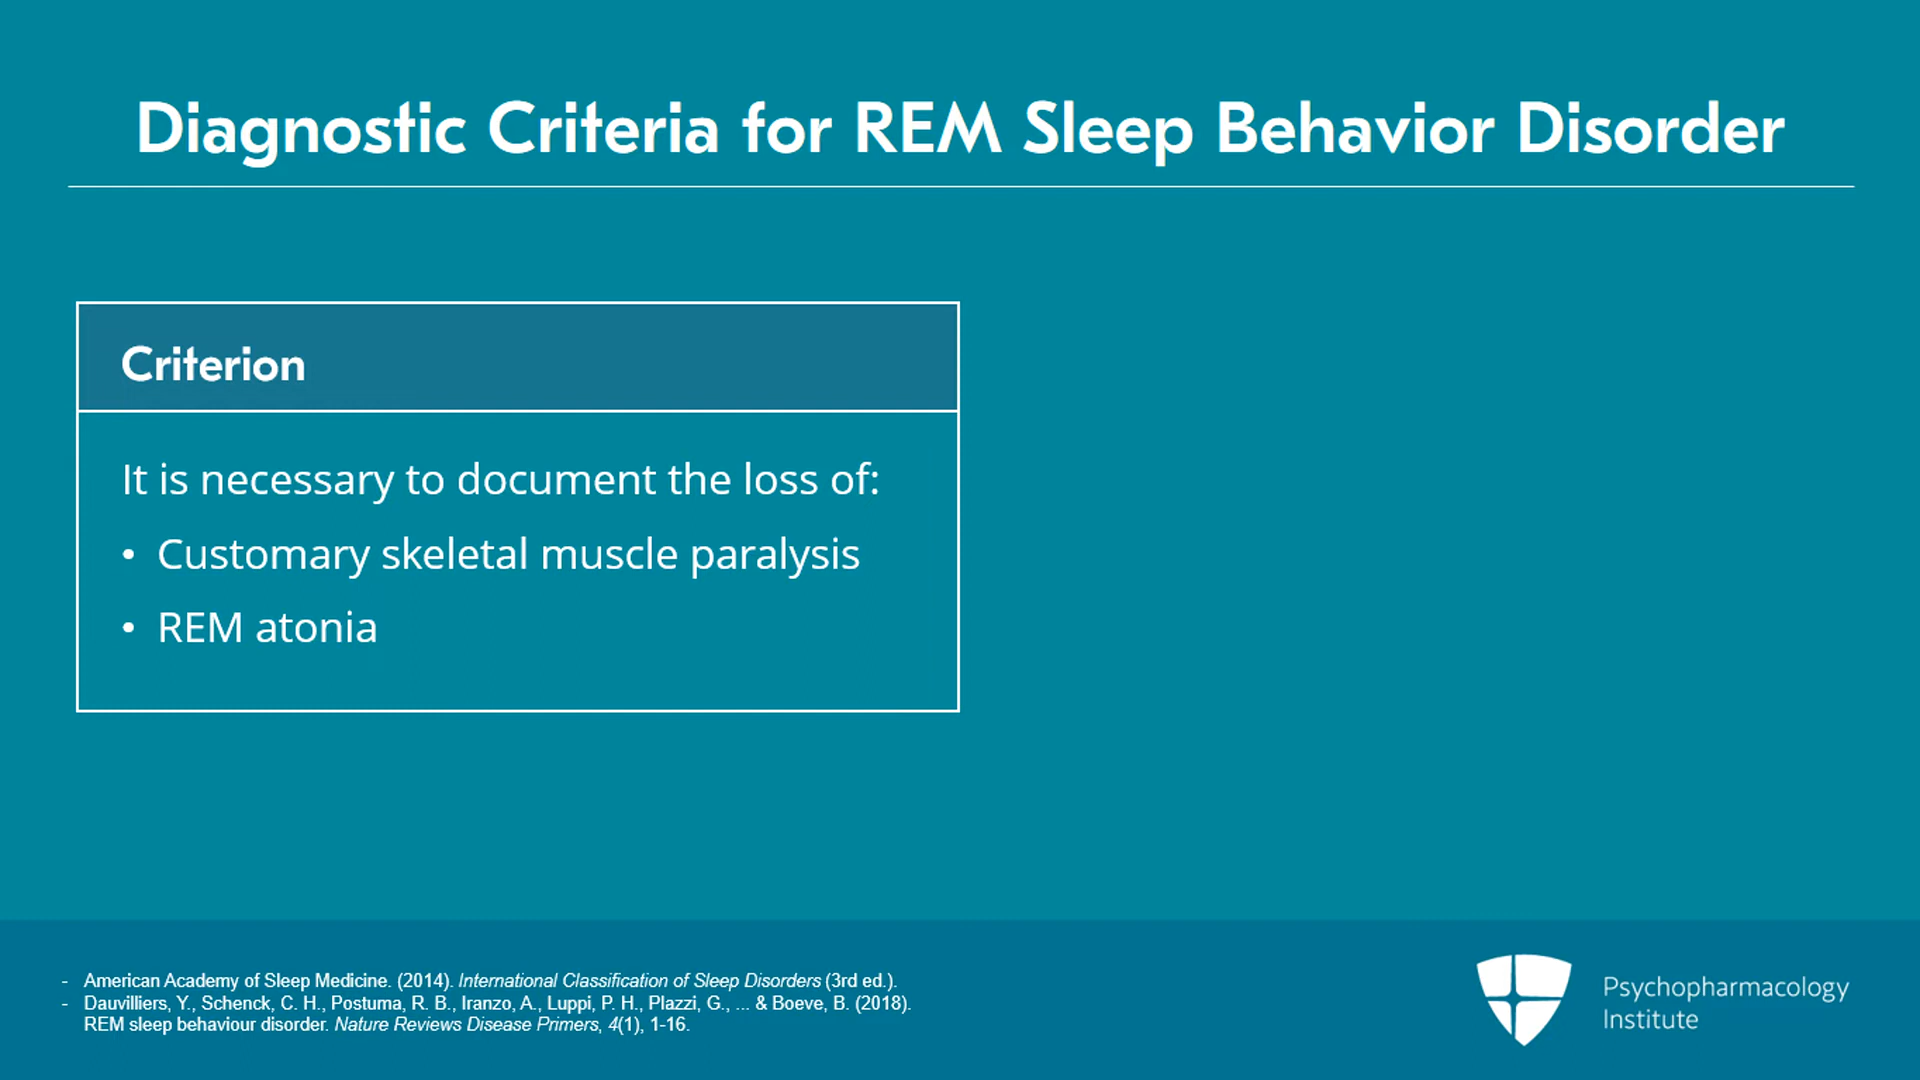 Diagnostic Criteria for REM Sleep Behavior Disorder
Criterion
It is necessary to document the loss of:
• Customary skeletal muscle paralysis
• REM atonia
- American Academy of Sleep Medicine. (2014). International Classification of Sleep Disorders (3rd ed.).
- Dauvilliers, Y., Schenck, C. H., Postuma, R. B., Iranzo, A., Luppi, P. H., Plazzi, G., ... & Boeve, B. (2018).
REM sleep behaviour disorder. Nature Reviews Disease Primers, 4(1), 1-16.
Psychopharmacology
Institute